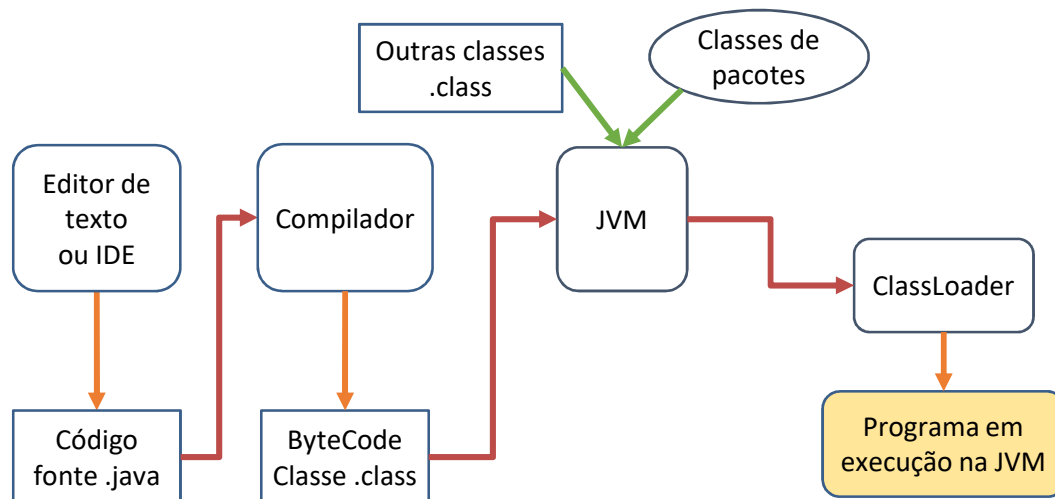 Outras classes
.class
Classes de
pacotes
Editor de
texto
ou IDE
Compilador
JVM
ClassLoader
Código
fonte .java
ByteCode
Classe .class
Programa em
execução na JVM